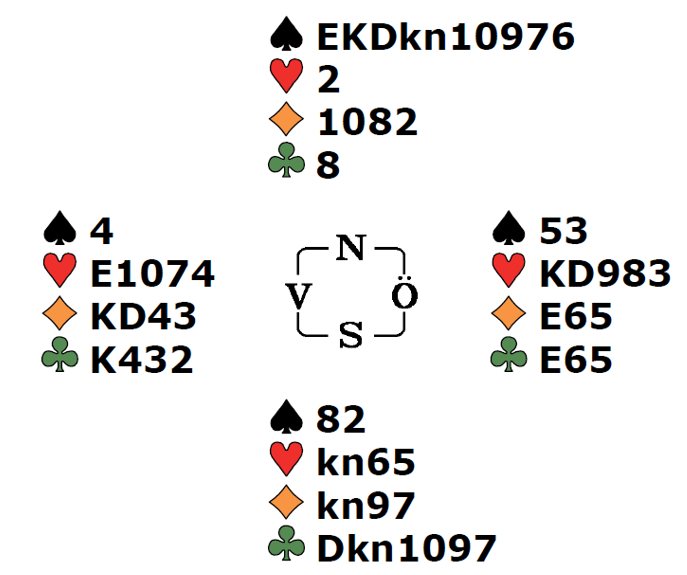 ♠ EKDkn10976
♥ 2
♦ 1082
♣ 8
♠ 4
♥ E1074
♦ KD43
♣ K432
N
V Ö
S
♠ 53
♥ KD983
♦ E65
♣ E65
♠ 82
♥ kn65
♦ kn97
♣ Dkn1097